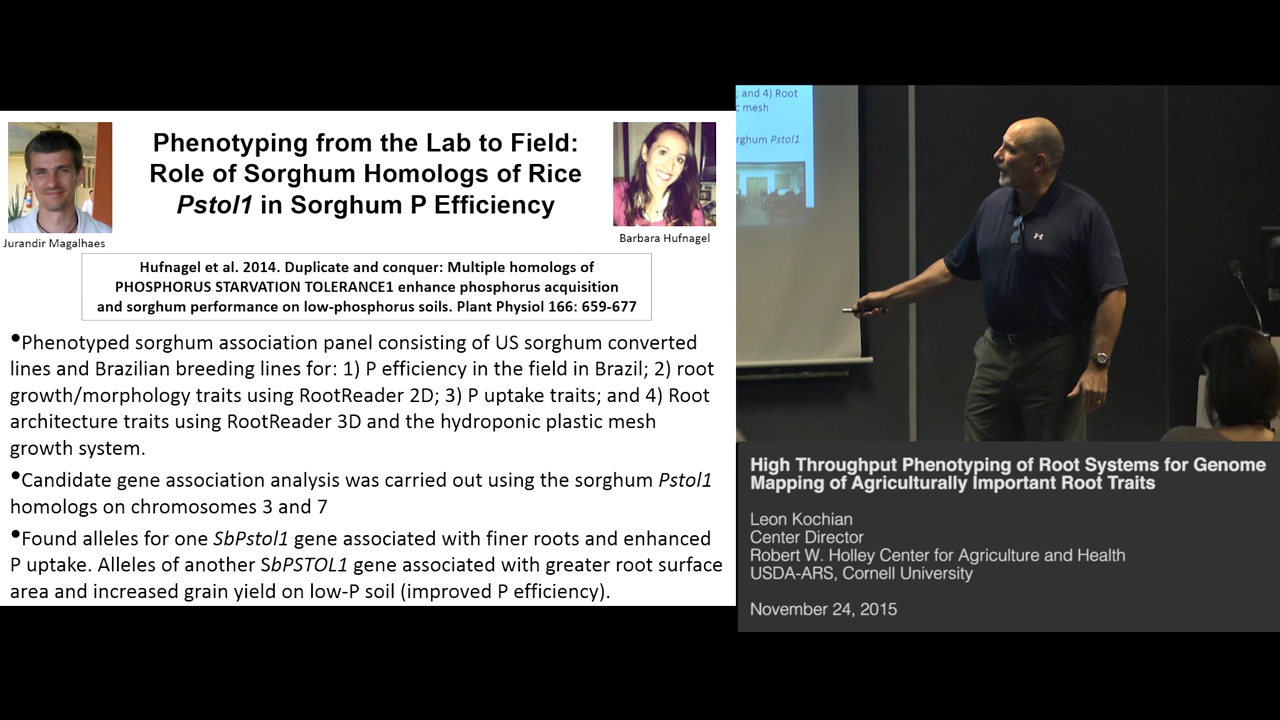 Phenotyping from the Lab to Field:
Role of Sorghum Homologs of Rice
Pstol1 in Sorghum P Efficiency
Jurandir Magalhaes
Barbara Hufnagel
Hufnagel et al. 2014. Duplicate and conquer: Multiple homologs of
PHOSPHORUS STARVATION TOLERANCE1 enhance phosphorus acquisition
and sorghum performance on low-phosphorus soils. Plant Physiol 166: 659-677
•Phenotyped sorghum association panel consisting of US sorghum converted
lines and Brazilian breeding lines for: 1) P efficiency in the field in Brazil; 2) root
growth/morphology traits using RootReader 2D; 3) P uptake traits; and 4) Root
architecture traits using RootReader 3D and the hydroponic plastic mesh
growth system.
•Candidate gene association analysis was carried out using the sorghum Pstol1
homologs on chromosomes 3 and 7
•Found alleles for one SbPstol1 gene associated with finer roots and enhanced
P uptake. Alleles of another SbPSTOL1 gene associated with greater root surface
area and increased grain yield on low-P soil (improved P efficiency).
; and 4) Root
mesh
Pstol1
High Throughput Phenotyping of Root Systems for Genome
Mapping of Agriculturally Important Root Traits
Leon Kochian
Center Director
Robert W. Holley Center for Agriculture and Health
USDA-ARS, Cornell University
November 24, 2015